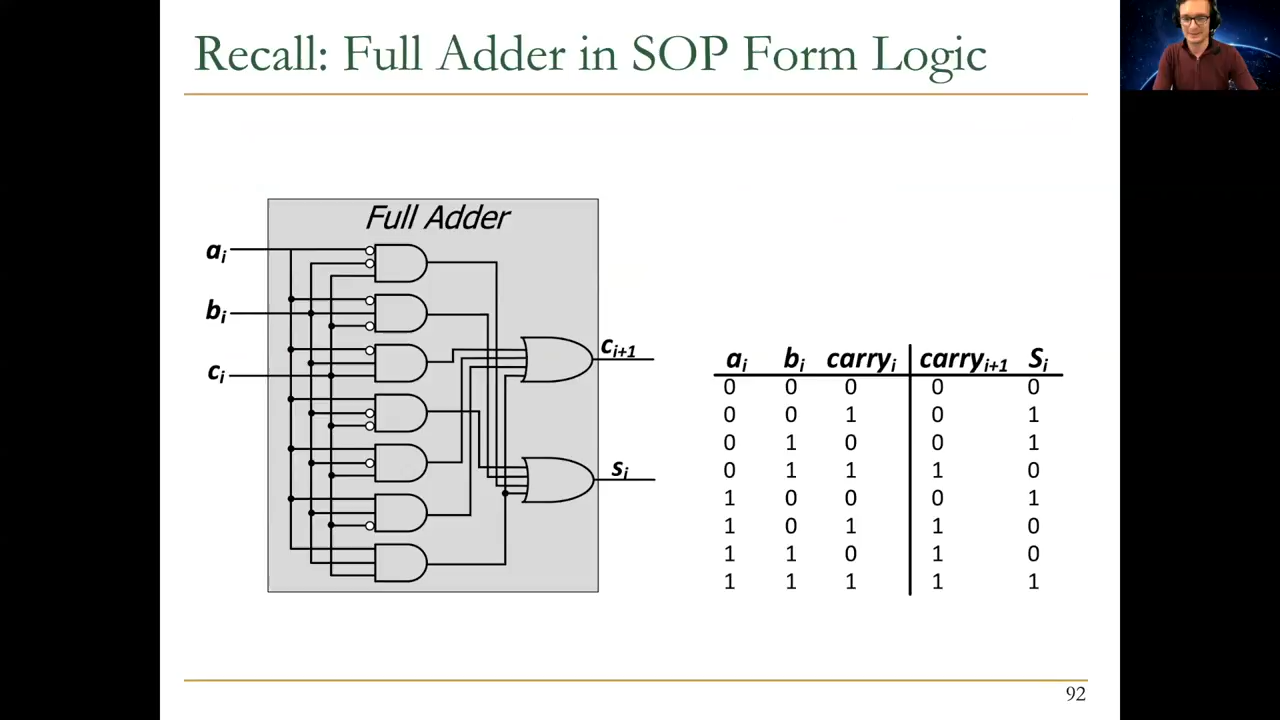 Recall: Full Adder in SOP Form Logic
Full Adder
aᵢ
bᵢ
cᵢ
cᵢ₊₁
sᵢ
aᵢ bᵢ carryᵢ carryᵢ₊₁ Sᵢ
0 0 0 0 0
0 0 1 0 1
0 1 0 0 1
0 1 1 1 0
1 0 0 0 1
1 0 1 1 0
1 1 0 1 0
1 1 1 1 1
92